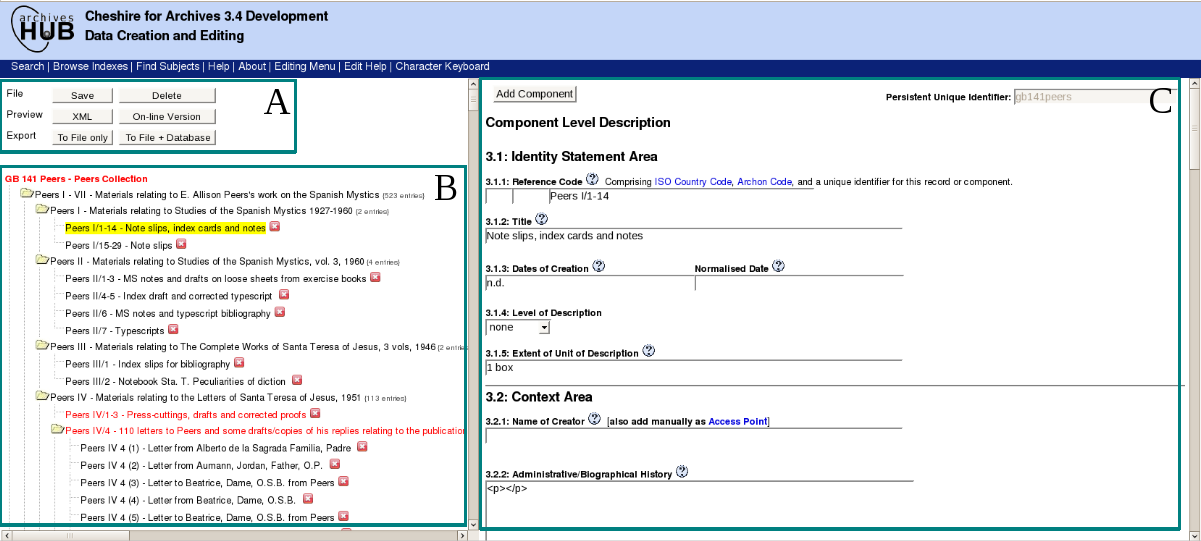 archives
HUB
Cheshire for Archives 3.4 Development
Data Creation and Editing
Search | Browse Indexes | Find Subjects | Help | About | Editing Menu | Edit Help | Character Keyboard
File Save Delete
Preview XML On-line Version
Export To File only To File + Database
A
GB 141 Peers - Peers Collection
B
Peers I - VII - Materials relating to E. Allison Peers's work on the Spanish Mystics (523 entries)
Peers I - Materials relating to Studies of the Spanish Mystics 1927-1960 (2 entries)
Peers I/1-14 - Note slips, index cards and notes
Peers I/15-29 - Note slips
Peers II - Materials relating to Studies of the Spanish Mystics, vol. 3, 1960 (4 entries)
Peers II/1-3 - MS notes and drafts on loose sheets from exercise books
Peers II/4-5 - Index draft and corrected typescript
Peers II/6 - MS notes and typescript bibliography
Peers II/7 - Typescripts
Peers III - Materials relating to The Complete Works of Santa Teresa of Jesus, 3 vols, 1946 (2 entrie
Peers III/1 - Index slips for bibliography
Peers III/2 - Notebook Sta. T. Peculiarities of diction
Peers IV - Materials relating to the Letters of Santa Teresa of Jesus, 1951 (113 entries)
Peers IV/1-3 - Press-cuttings, drafts and corrected proofs
Peers IV/4 - 110 letters to Peers and some drafts/copies of his replies relating to the publication
Peers IV 4 (1) - Letter from Alberto de la Sagrada Familia, Padre
Peers IV 4 (2) - Letter from Aumann, Jordan, Father, O.P.
Peers IV 4 (3) - Letter to Beatrice, Dame, O.S.B. from Peers
Peers IV 4 (4) - Letter from Beatrice, Dame, O.S.B.
Peers IV 4 (5) - Letter to Beatrice, Dame, O.S.B. from Peers
Add Component
Persistent Unique Identifier: gb141peers
C
Component Level Description
3.1: Identity Statement Area
3.1.1: Reference Code ? Comprising ISO Country Code, Archon Code, and a unique identifier for this record or component.
Peers I/1-14
3.1.2: Title ?
Note slips, index cards and notes
3.1.3: Dates of Creation ? Normalised Date ?
n.d.
3.1.4: Level of Description
none
3.1.5: Extent of Unit of Description ?
1 box
3.2: Context Area
3.2.1: Name of Creator ? [also add manually as Access Point]
3.2.2: Administrative/Biographical History ?
<p></p>